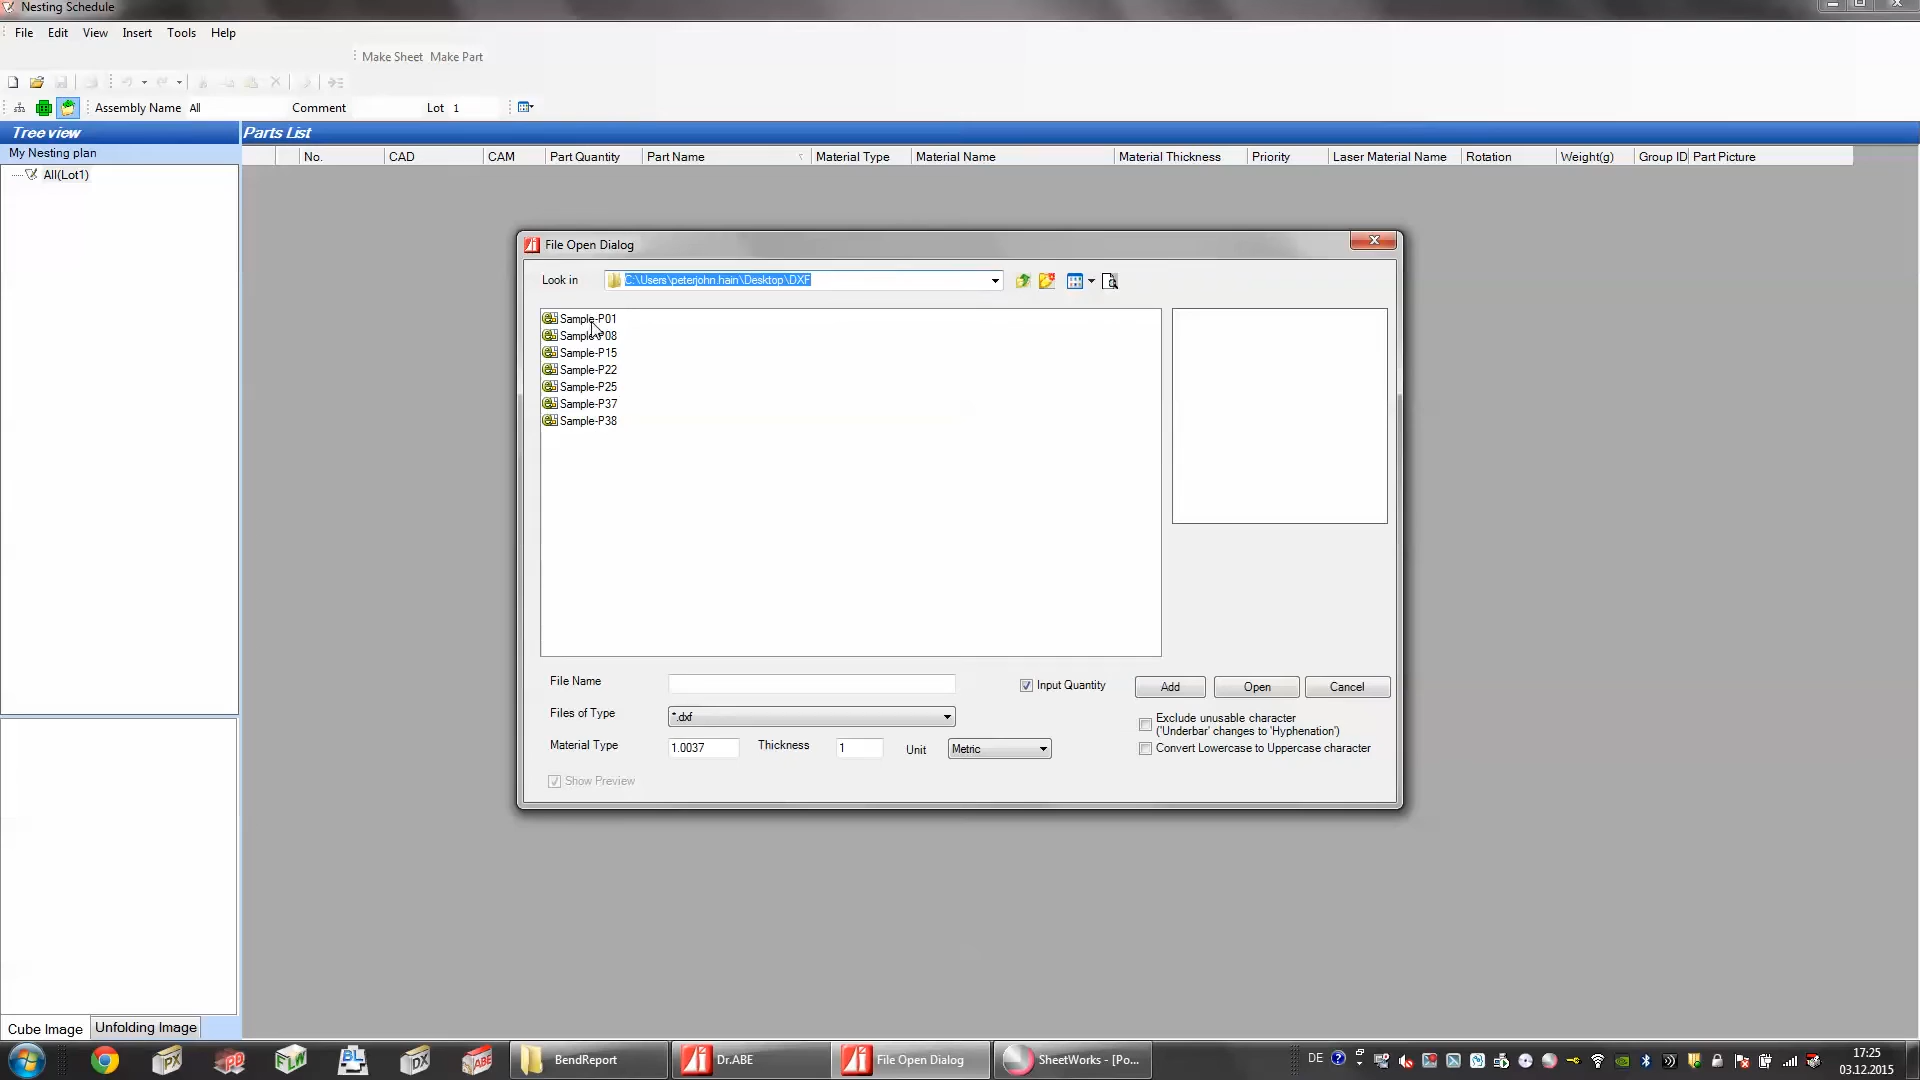 Nesting Schedule
File Edit View Insert Tools Help
Make Sheet Make Part
Assembly Name All Comment Lot 1
Tree view
Parts List
My Nesting plan
No. CAD CAM Part Quantity Part Name Material Type Material Name Material Thickness Priority Laser Material Name Rotation Weight(g) Group ID Part Picture
All(Lot1)
File Open Dialog
Look in C:\Users\peterjohn.hain\Desktop\DXF
Sample-P01
Sample-P08
Sample-P15
Sample-P22
Sample-P25
Sample-P37
Sample-P38
File Name
Input Quantity
Add Open Cancel
Files of Type *.dxf
Exclude unusable character
('Underbar' changes to 'Hyphenation')
Material Type 1.0037 Thickness 1 Unit Metric
Convert Lowercase to Uppercase character
Show Preview
Cube Image Unfolding Image
BendReport Dr.ABE File Open Dialog SheetWorks - [Po...
DE
17:25
03.12.2015